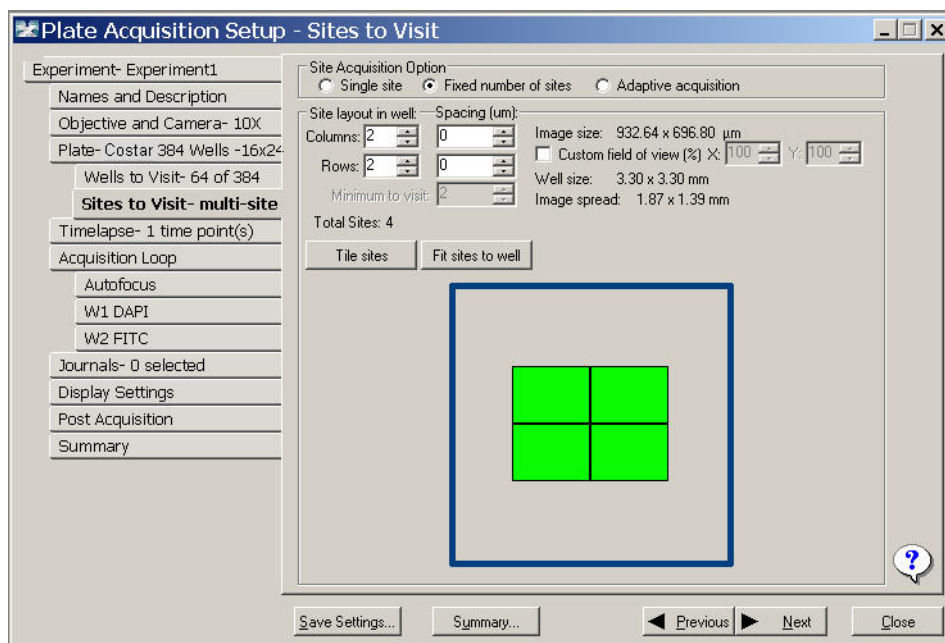 Plate Acquisition Setup - Sites to Visit
Experiment- Experiment1
Names and Description
Objective and Camera- 10X
Plate- Costar 384 Wells -16x24
Wells to Visit- 64 of 384
Sites to Visit- multi-site
Timelapse- 1 time point(s)
Acquisition Loop
Autofocus
W1 DAPI
W2 FITC
Journals- 0 selected
Display Settings
Post Acquisition
Summary
Site Acquisition Option
Single site Fixed number of sites Adaptive acquisition
Site layout in well: Spacing (um):
Columns: 2 0
Rows: 2 0
Minimum to visit: 2
Total Sites: 4
Image size: 932.64 x 696.80 µm
Custom field of view (%) X: 100 Y: 100
Well size: 3.30 x 3.30 mm
Image spread: 1.87 x 1.39 mm
Tile sites Fit sites to well
?
Save Settings... Summary... Previous Next Close